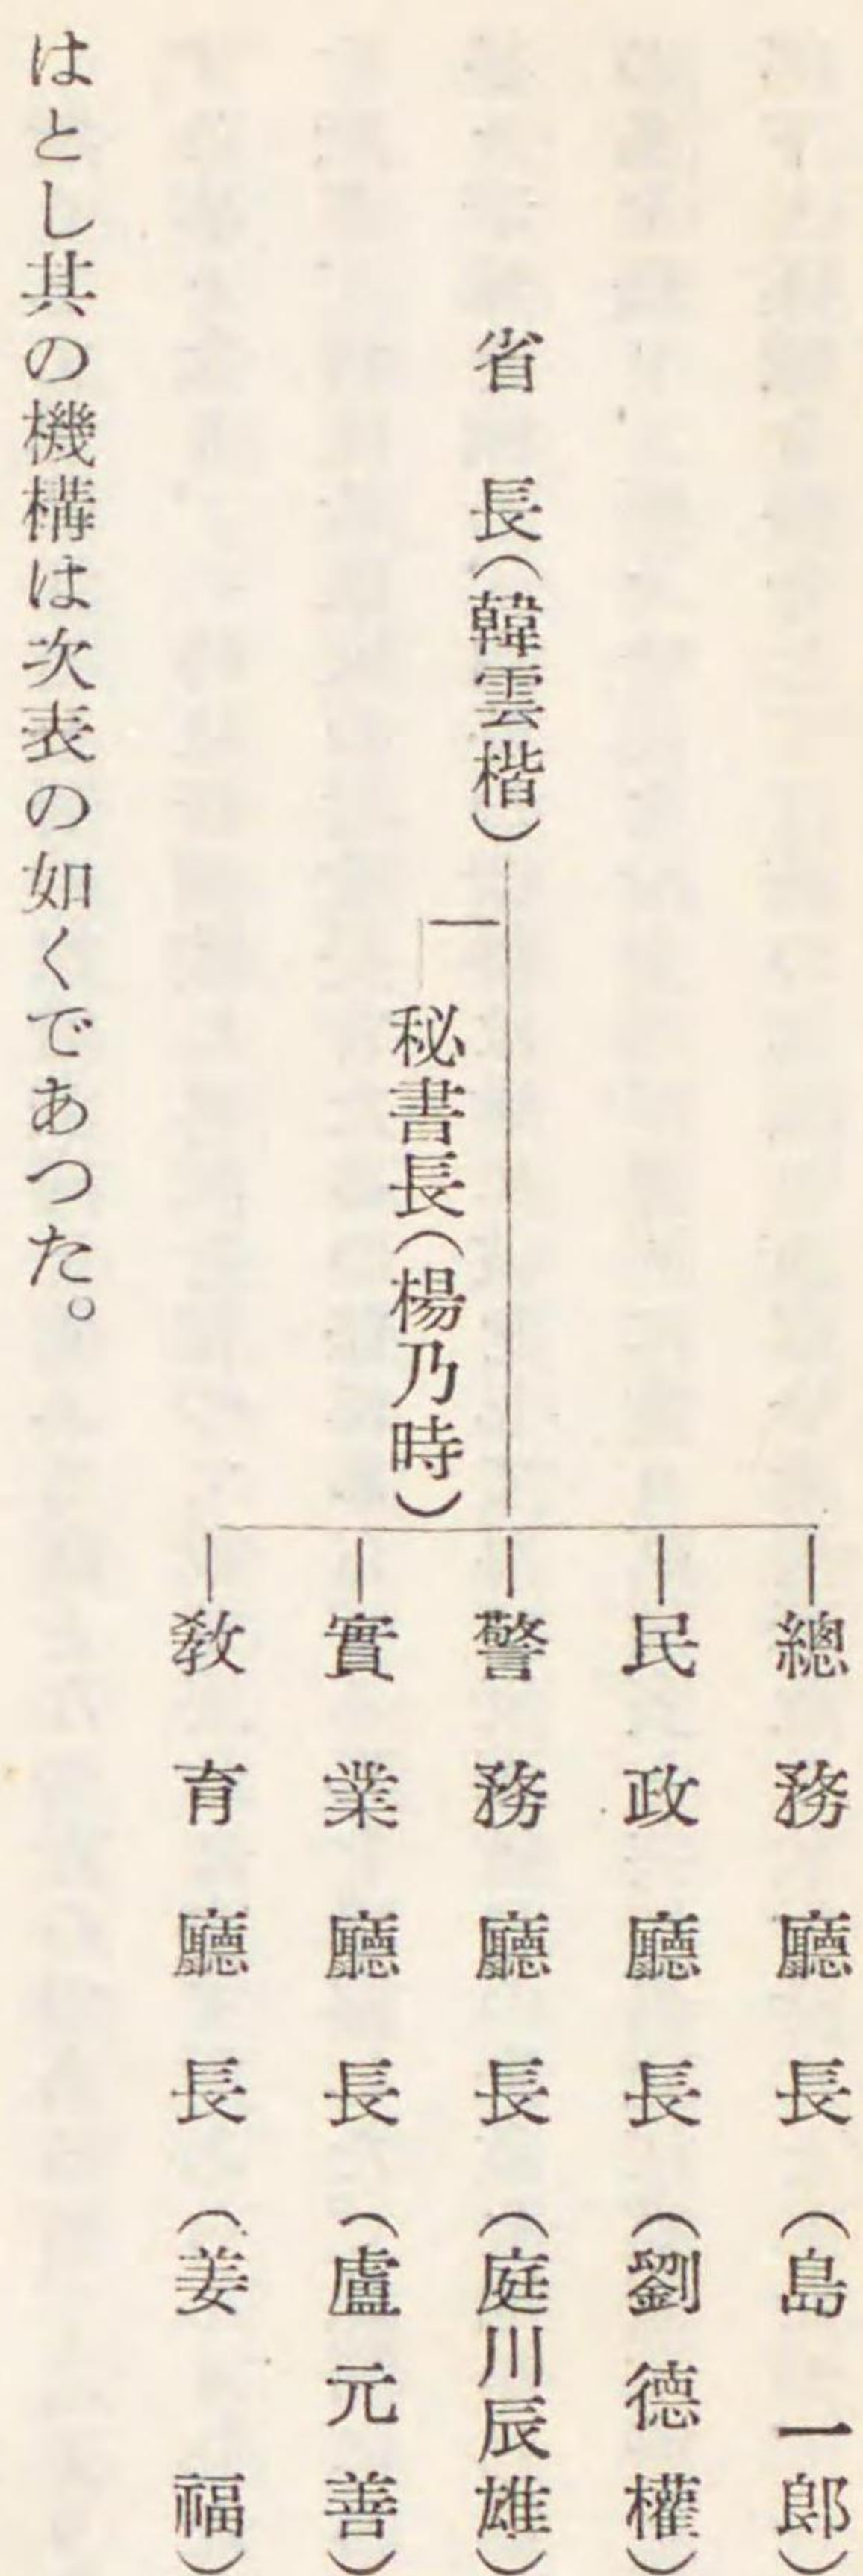 總務廳長（島一郎）
民政廳長（劉德權）
省長（韓雲楷）
警務廳長（庭川辰雄）
秘書長（楊乃時）
實業廳長（盧元善）
敎育廳長（姜福）
はとし其の機構は次表の如くであつた。